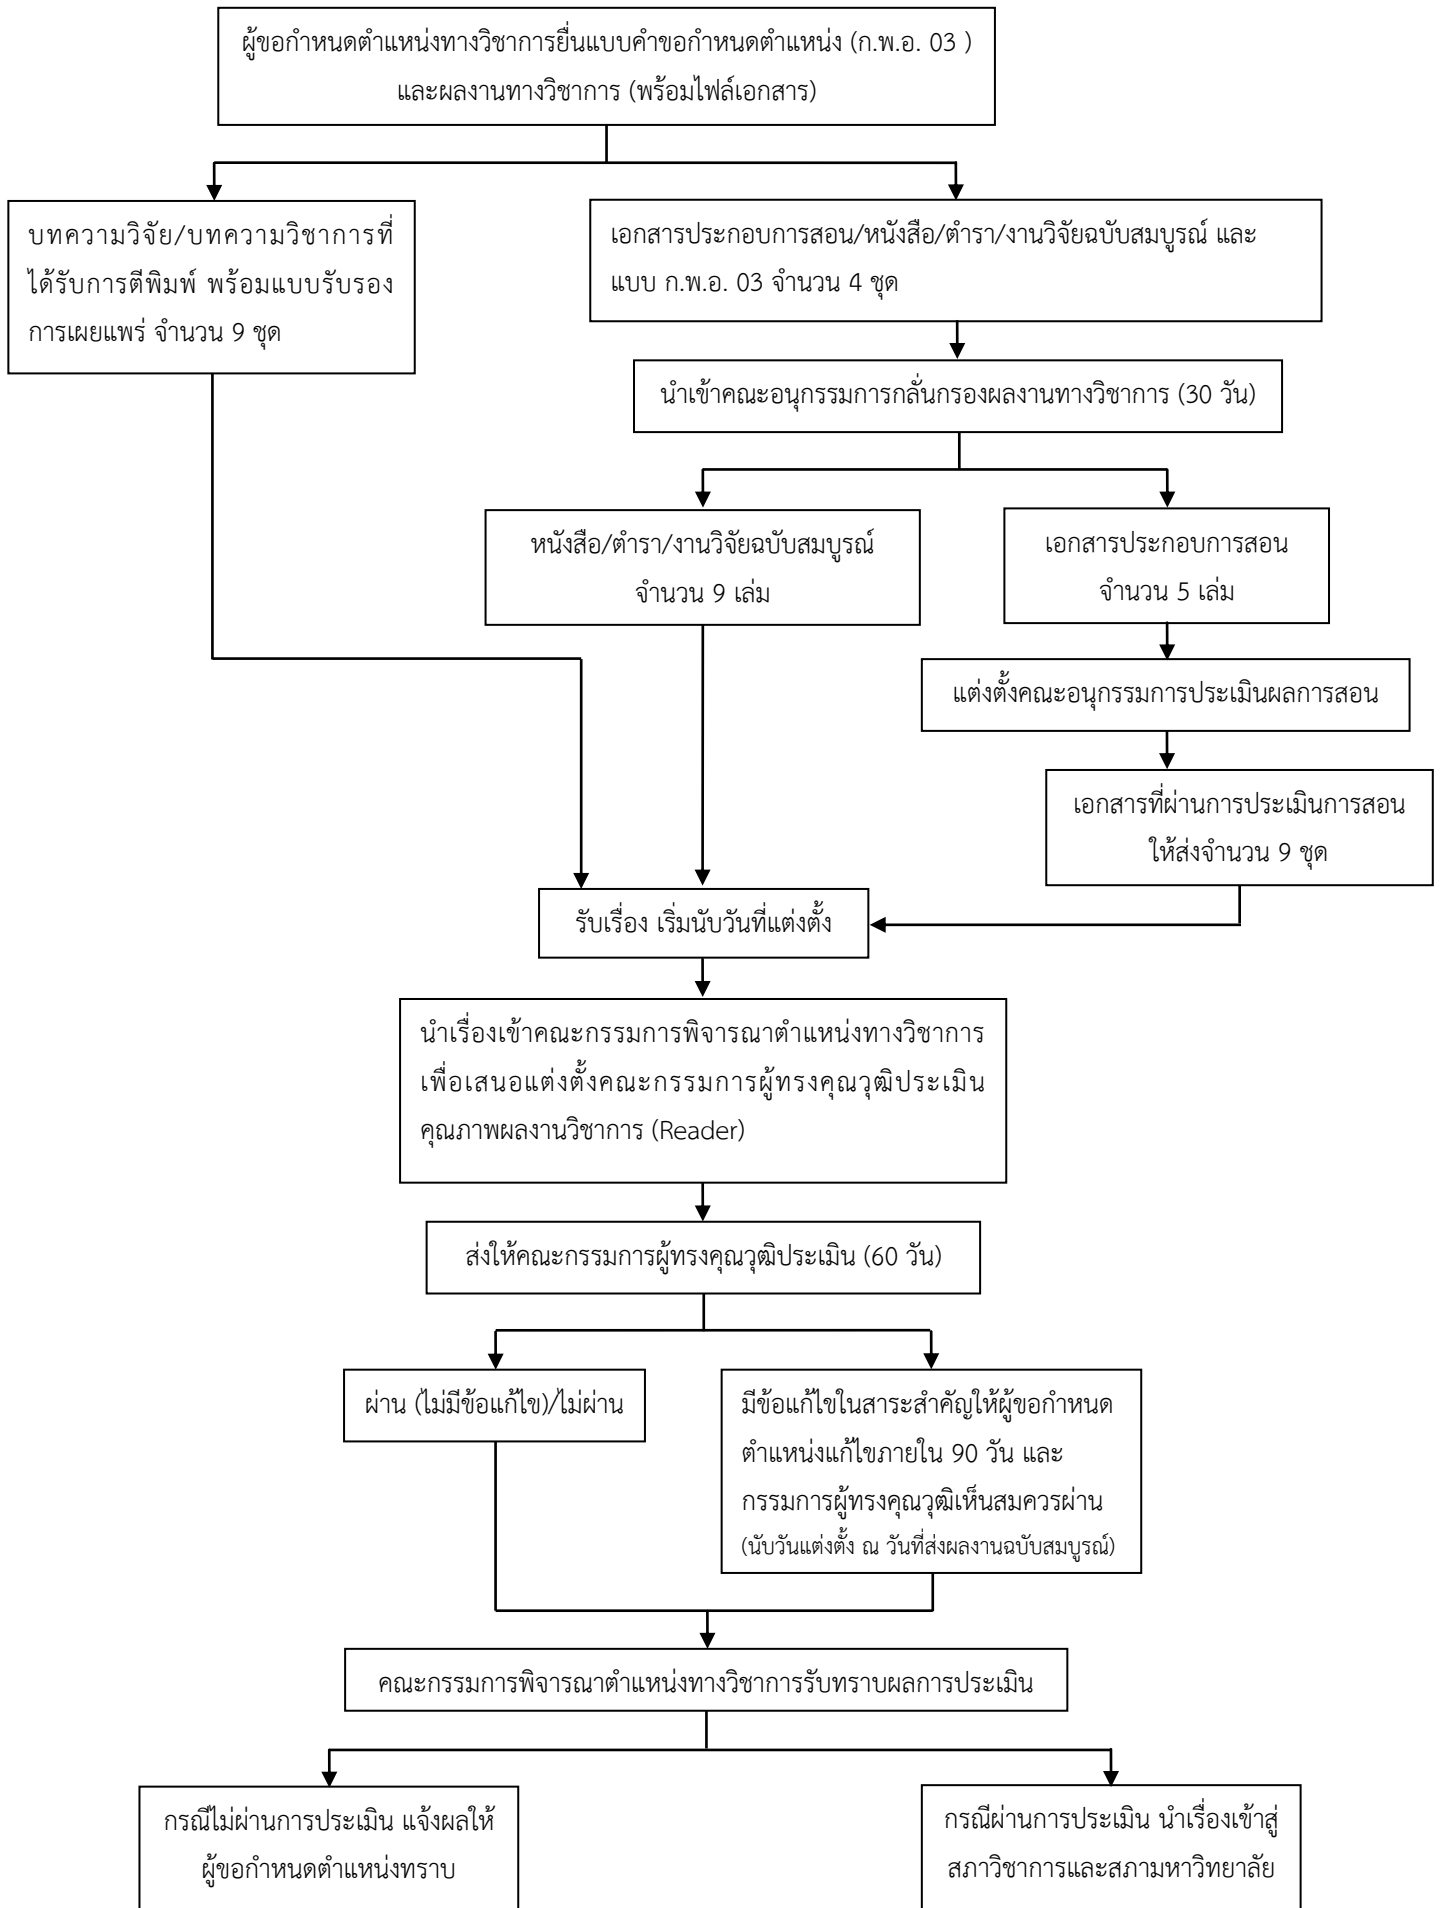 ผู้ขอกำหนดตำแหน่งทางวิชาการยื่นแบบคำขอกำหนดตำแหน่ง (ก.พ.อ. 03 )
และผลงานทางวิชาการ (พร้อมไฟล์เอกสาร)
บทความวิจัย/บทความวิชาการที่
ได้รับการตีพิมพ์ พร้อมแบบรับรอง
การเผยแพร่ จำนวน 9 ชุด
เอกสารประกอบการสอน/หนังสือ/ตำรา/งานวิจัยฉบับสมบูรณ์ และ
แบบ ก.พ.อ. 03 จำนวน 4 ชุด
นำเข้าคณะอนุกรรมการกลั่นกรองผลงานทางวิชาการ (30 วัน)
หนังสือ/ตำรา/งานวิจัยฉบับสมบูรณ์
จำนวน 9 เล่ม
เอกสารประกอบการสอน
จำนวน 5 เล่ม
แต่งตั้งคณะอนุกรรมการประเมินผลการสอน
เอกสารที่ผ่านการประเมินการสอน
ให้ส่งจำนวน 9 ชุด
รับเรื่อง เริ่มนับวันที่แต่งตั้ง
นำเรื่องเข้าคณะกรรมการพิจารณาตำแหน่งทางวิชาการ
เพื่อเสนอแต่งตั้งคณะกรรมการผู้ทรงคุณวุฒิประเมิน
คุณภาพผลงานวิชาการ (Reader)
ส่งให้คณะกรรมการผู้ทรงคุณวุฒิประเมิน (60 วัน)
ผ่าน (ไม่มีข้อแก้ไข)/ไม่ผ่าน
มีข้อแก้ไขในสาระสำคัญให้ผู้ขอกำหนด
ตำแหน่งแก้ไขภายใน 90 วัน และ
กรรมการผู้ทรงคุณวุฒิเห็นสมควรผ่าน
(นับวันแต่งตั้ง ณ วันที่ส่งผลงานฉบับสมบูรณ์)
คณะกรรมการพิจารณาตำแหน่งทางวิชาการรับทราบผลการประเมิน
กรณีไม่ผ่านการประเมิน แจ้งผลให้
ผู้ขอกำหนดตำแหน่งทราบ
กรณีผ่านการประเมิน นำเรื่องเข้าสู่
สภาวิชาการและสภามหาวิทยาลัย